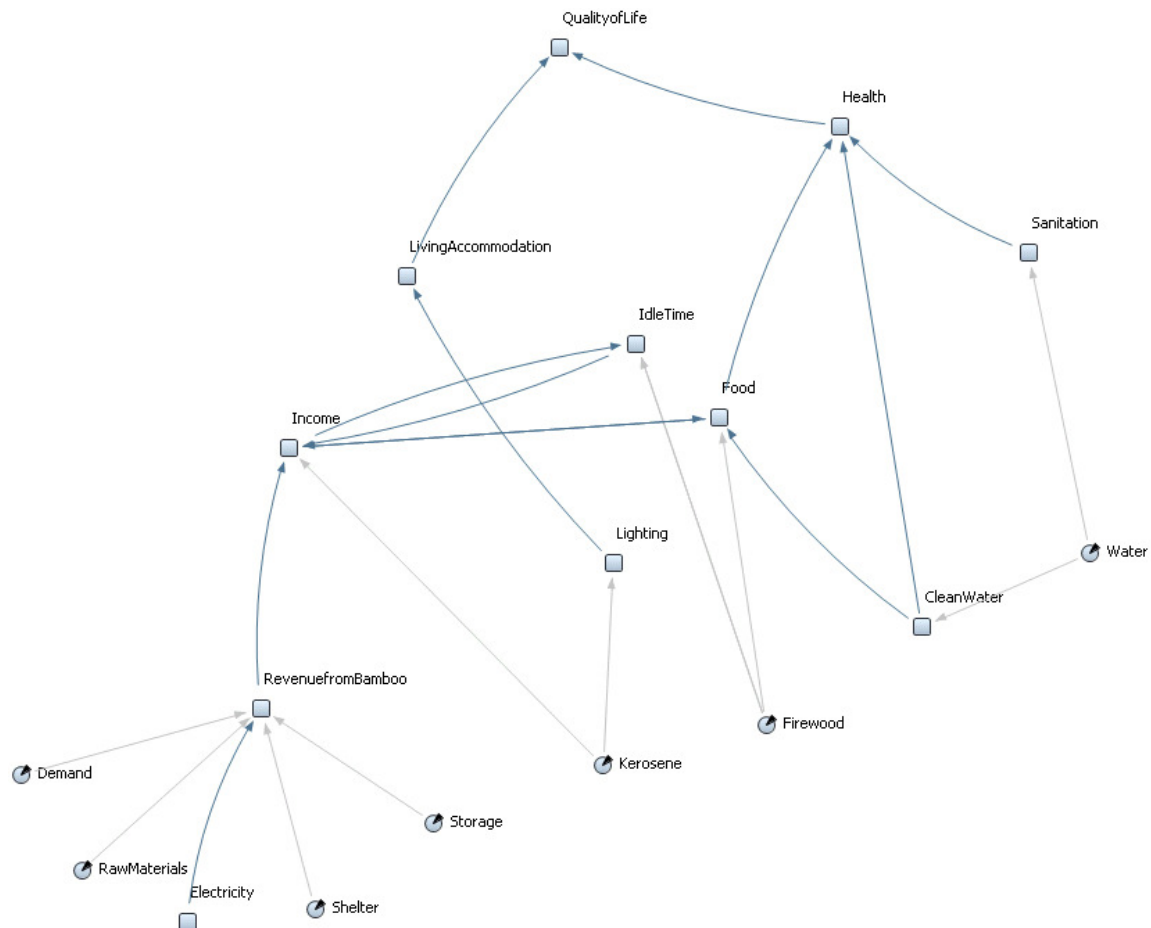 QualityofLife
Health
Sanitation
LivingAccommodation
IdleTime
Food
Income
Lighting
Water
CleanWater
RevenuefromBamboo
Firewood
Kerosene
Demand
Storage
RawMaterials
Electricity
Shelter